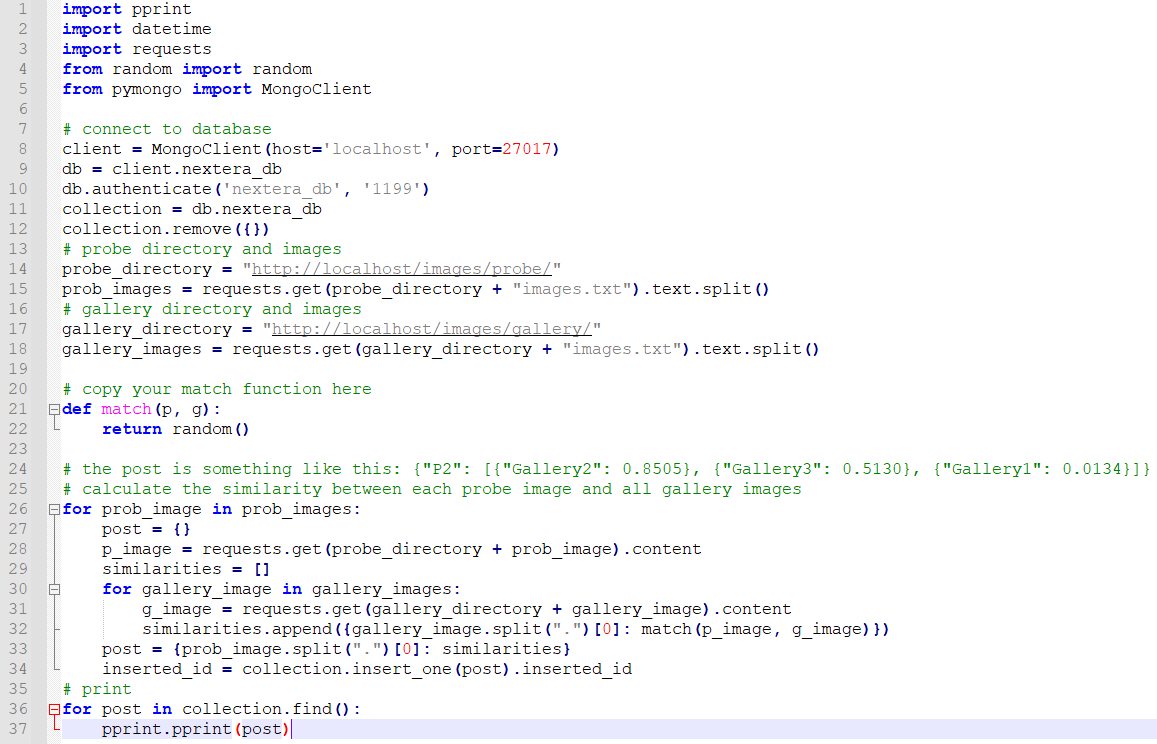 1 import pprint
2 import datetime
3 import requests
4 from random import random
5 from pymongo import MongoClient
6
7 # connect to database
8 client = MongoClient(host='localhost', port=27017)
9 db = client.nextera_db
10 db.authenticate('nextera_db', '1199')
11 collection = db.nextera_db
12 collection.remove({})
13 # probe directory and images
14 probe_directory = "http://localhost/images/probe/"
15 prob_images = requests.get(probe_directory + "images.txt").text.split()
16 # gallery directory and images
17 gallery_directory = "http://localhost/images/gallery/"
18 gallery_images = requests.get(gallery_directory + "images.txt").text.split()
19
20 # copy your match function here
21 def match(p, g):
22     return random()
23
24 # the post is something like this: {"P2": [{"Gallery2": 0.8505}, {"Gallery3": 0.5130}, {"Gallery1": 0.0134}]}
25 # calculate the similarity between each probe image and all gallery images
26 for prob_image in prob_images:
27     post = {}
28     p_image = requests.get(probe_directory + prob_image).content
29     similarities = []
30     for gallery_image in gallery_images:
31         g_image = requests.get(gallery_directory + gallery_image).content
32         similarities.append({gallery_image.split(".")[0]: match(p_image, g_image)})
33     post = {prob_image.split(".")[0]: similarities}
34     inserted_id = collection.insert_one(post).inserted_id
35 # print
36 for post in collection.find():
37     pprint.pprint(post)